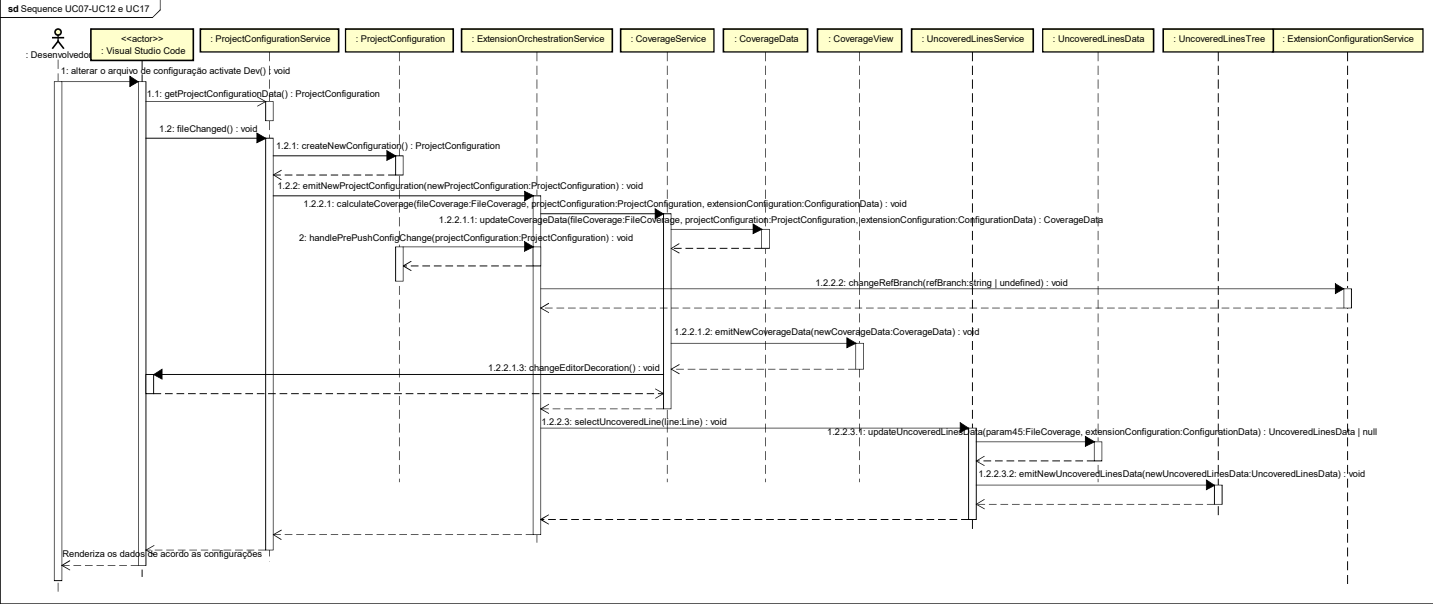 sd Sequence UC07-UC12 e UC17
: Desenvolvedor
<<actor>>
: Visual Studio Code
: ProjectConfigurationService
: ProjectConfiguration
: ExtensionOrchestrationService
: CoverageService
: CoverageData
: CoverageView
: UncoveredLinesService
: UncoveredLinesData
: UncoveredLinesTree
: ExtensionConfigurationService
1: alterar o arquivo de configuração activate Dev() : void
1.1: getProjectConfigurationData() : ProjectConfiguration
1.2: fileChanged() : void
1.2.1: createNewConfiguration() : ProjectConfiguration
1.2.2: emitNewProjectConfiguration(newProjectConfiguration:ProjectConfiguration) : void
1.2.2.1: calculateCoverage(fileCoverage:FileCoverage, projectConfiguration:ProjectConfiguration, extensionConfiguration:ConfigurationData) : void
1.2.2.1.1: updateCoverageData(fileCoverage:FileCoverage, projectConfiguration:ProjectConfiguration, extensionConfiguration:ConfigurationData) : CoverageData
2: handlePrePushConfigChange(projectConfiguration:ProjectConfiguration) : void
1.2.2.2: changeRefBranch(refBranch:string | undefined) : void
1.2.2.1.2: emitNewCoverageData(newCoverageData:CoverageData) : void
1.2.2.1.3: changeEditorDecoration() : void
1.2.2.3: selectUncoveredLine(line:Line) : void
1.2.2.3.1: updateUncoveredLinesData(param45:FileCoverage, extensionConfiguration:ConfigurationData) : UncoveredLinesData | null
1.2.2.3.2: emitNewUncoveredLinesData(newUncoveredLinesData:UncoveredLinesData) : void
Renderiza os dados de acordo as configurações